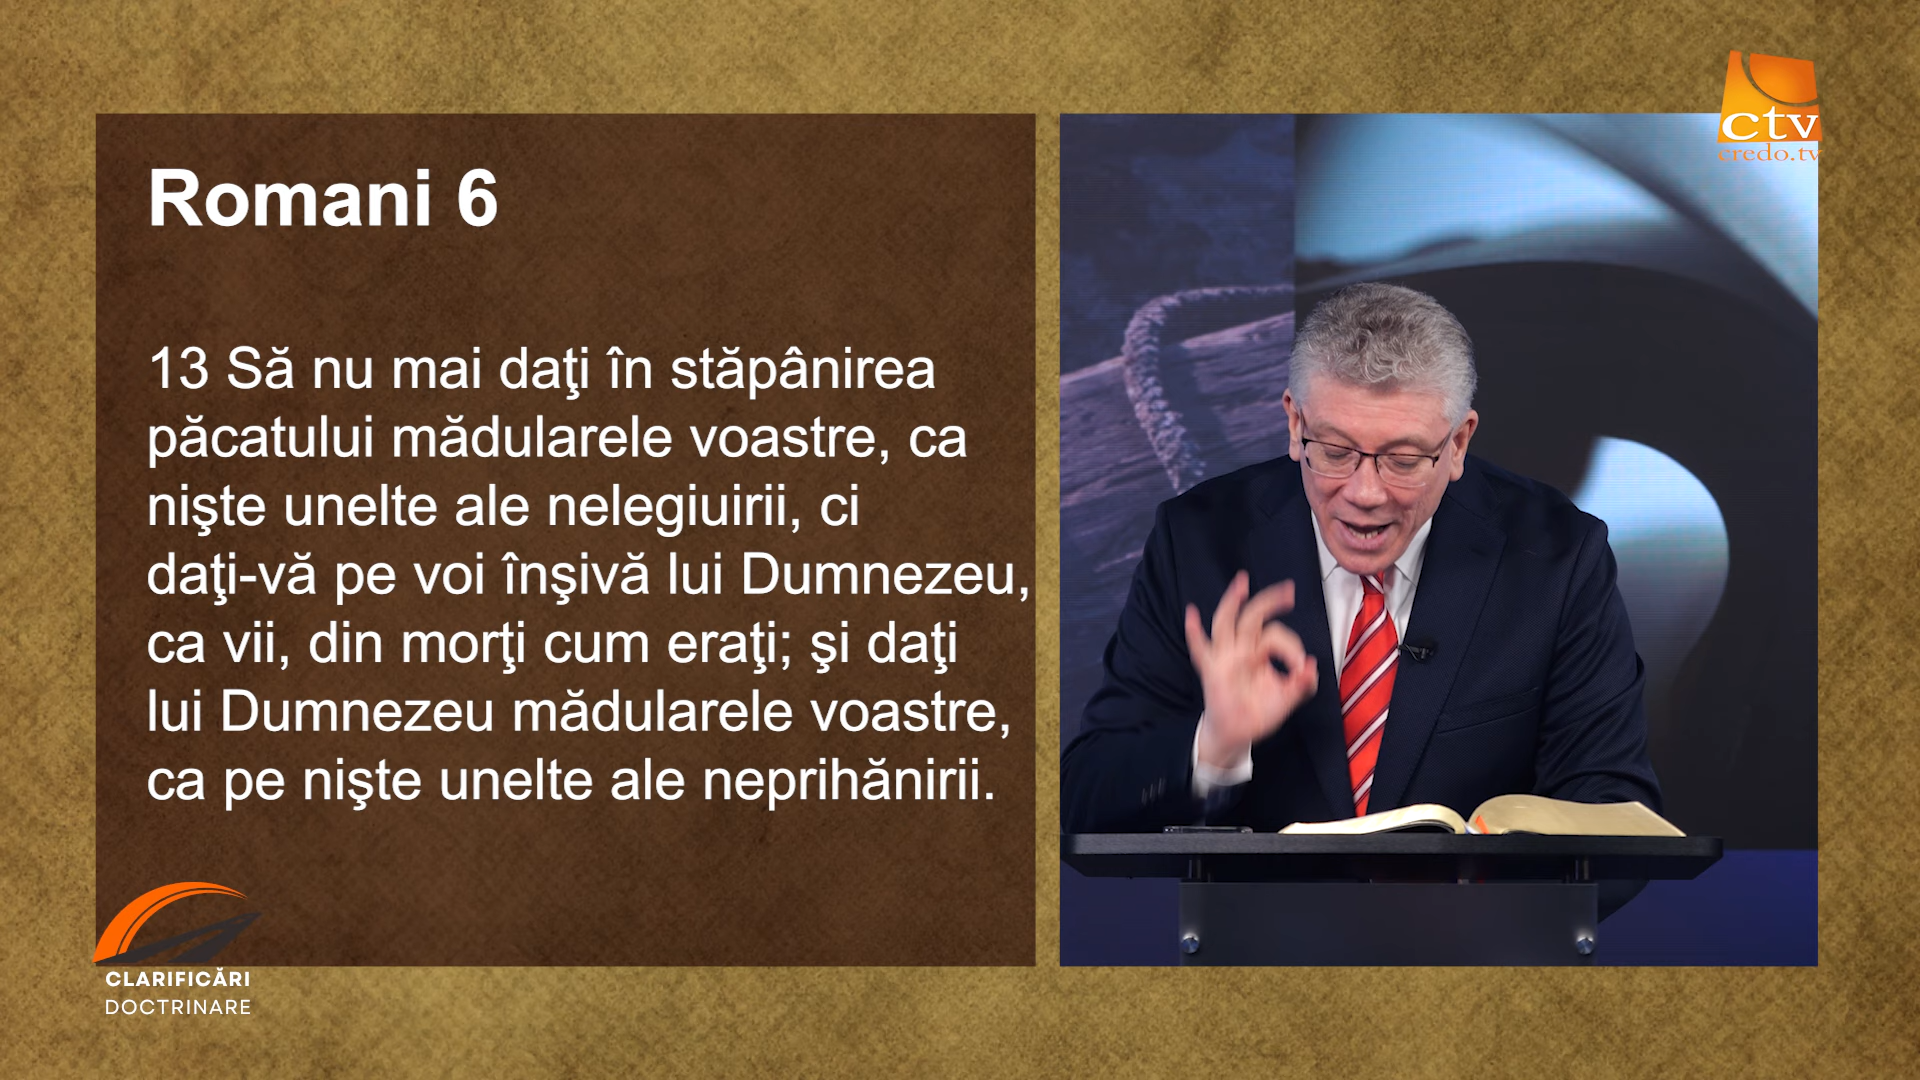 Romani 6
13 Să nu mai daţi în stăpânirea
păcatului mădularele voastre, ca
nişte unelte ale nelegiuirii, ci
daţi-vă pe voi înşivă lui Dumnezeu,
ca vii, din morţi cum eraţi; şi daţi
lui Dumnezeu mădularele voastre,
ca pe nişte unelte ale neprihănirii.
ctv
credo.tv
CLARIFICĂRI
DOCTRINARE